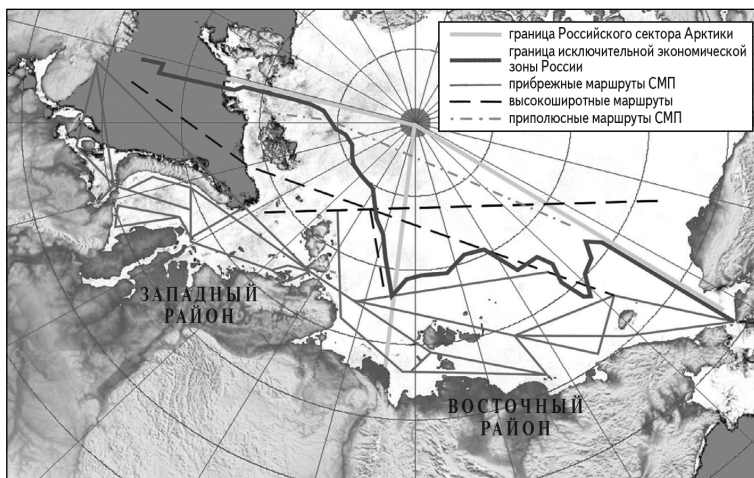 граница Российского сектора Арктики
граница исключительной экономической
зоны России
прибрежные маршруты СМП
высокоширотные маршруты
приполюсные маршруты СМП
ЗАПАДНЫЙ
РАЙОН
ВОСТОЧНЫЙ
РАЙОН